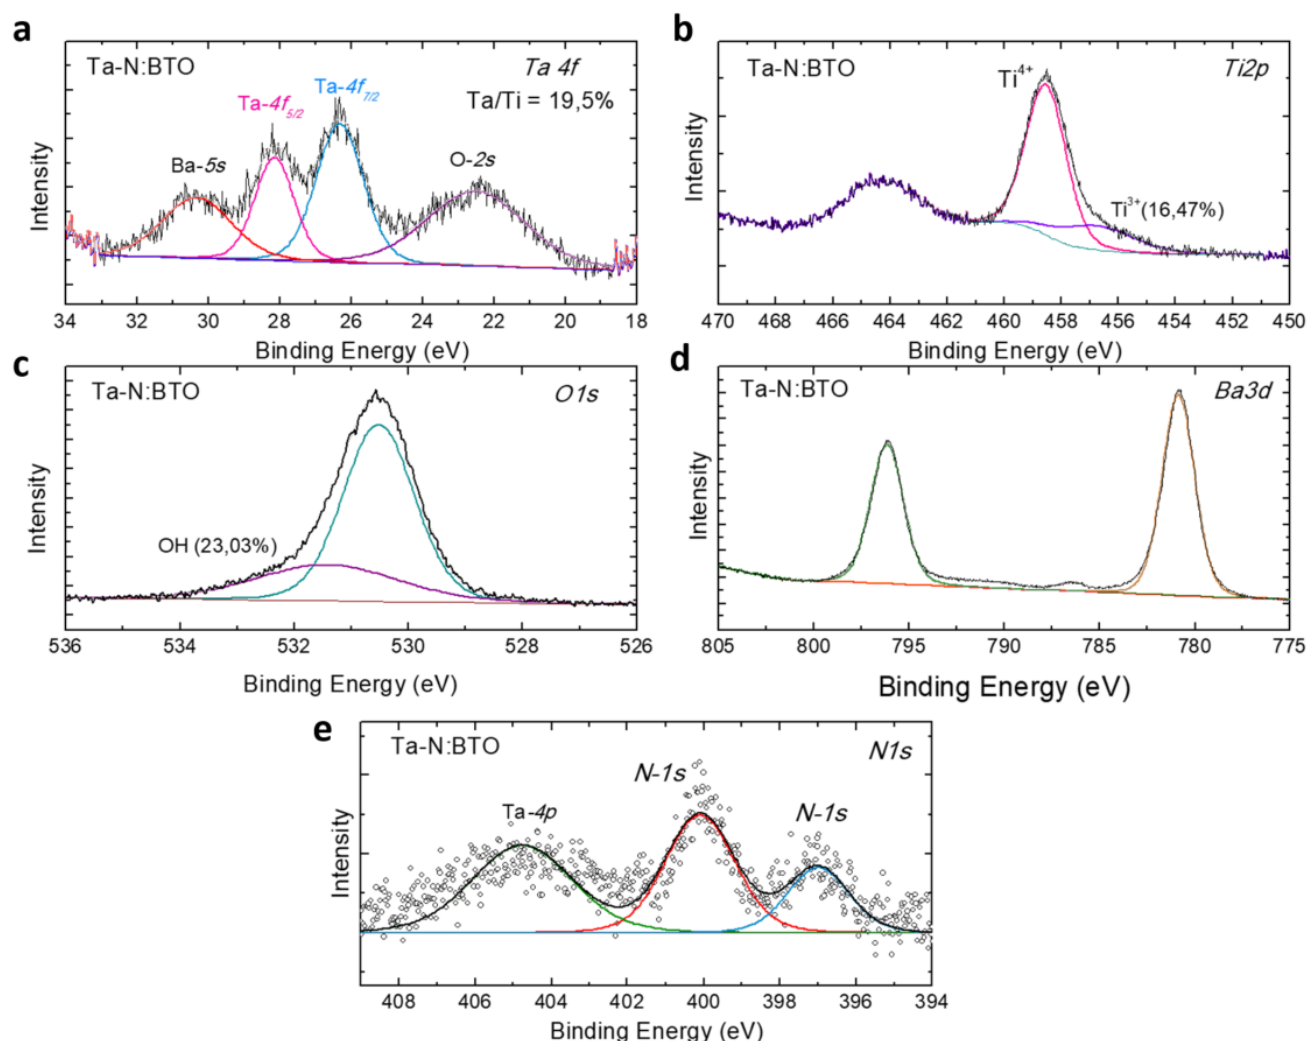 a
Ta-N:BTO
Ta 4f
Ta-4f5/2
Ta-4f7/2
Ta/Ti = 19,5%
Ba-5s
O-2s
Intensity
34 32 30 28 26 24 22 20 18
Binding Energy (eV)
b
Ta-N:BTO
Ti4+
Ti2p
Ti3+(16,47%)
Intensity
470 468 466 464 462 460 458 456 454 452 450
Binding Energy (eV)
c
Ta-N:BTO
O1s
OH (23,03%)
Intensity
536 534 532 530 528 526
Binding Energy (eV)
d
Ta-N:BTO
Ba3d
Intensity
805 800 795 790 785 780 775
Binding Energy (eV)
e
Ta-N:BTO
N1s
N-1s
Ta-4p
N-1s
Intensity
408 406 404 402 400 398 396 394
Binding Energy (eV)